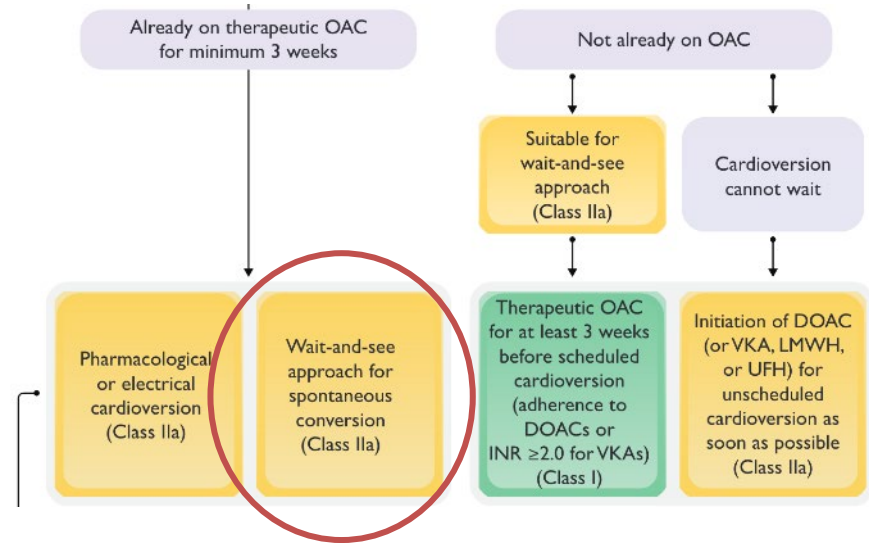 Already on therapeutic OAC
for minimum 3 weeks
Not already on OAC
Suitable for
wait-and-see
approach
(Class IIa)
Cardioversion
cannot wait
Pharmacological
or electrical
cardioversion
(Class IIa)
Wait-and-see
approach for
spontaneous
conversion
(Class IIa)
Therapeutic OAC
for at least 3 weeks
before scheduled
cardioversion
(adherence to
DOACs or
INR ≥2.0 for VKAs)
(Class I)
Initiation of DOAC
(or VKA, LMWH,
or UFH) for
unscheduled
cardioversion as
soon as possible
(Class IIa)